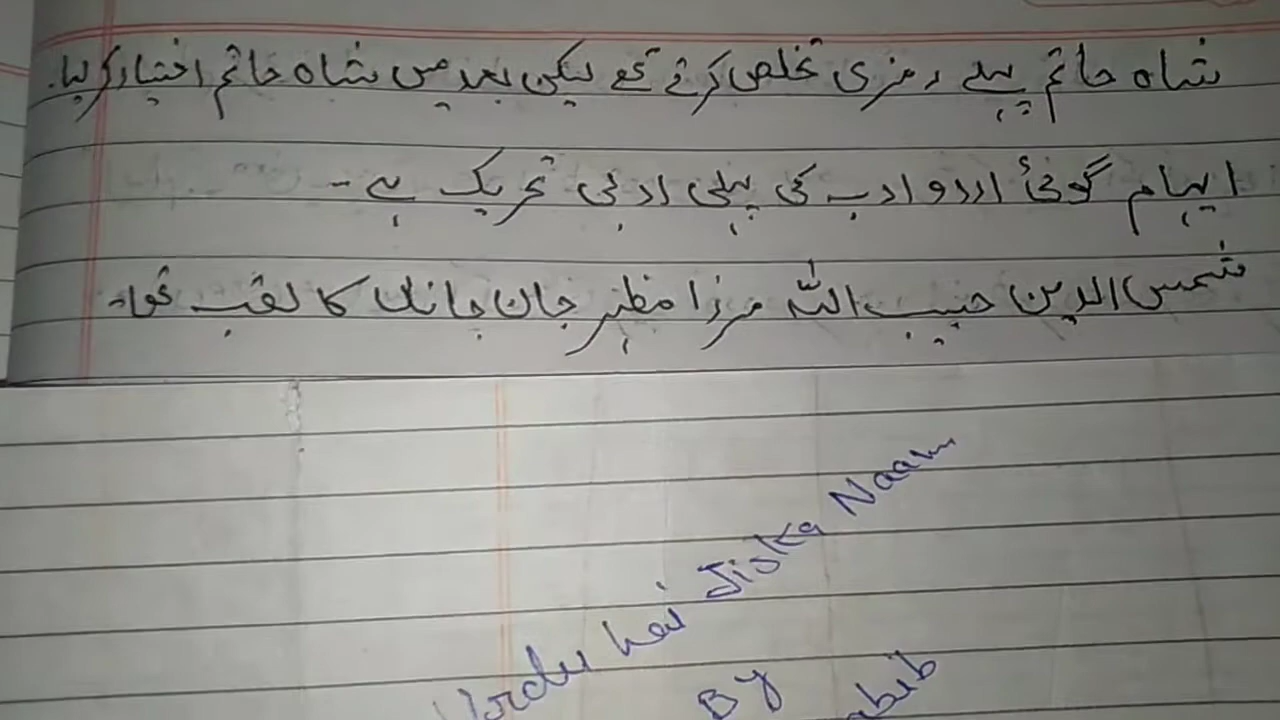 شاہ حاتم پہلے رمزی تخلص کرتے تھے لیکن بعد میں شاہ حاتم اختیار کر لیا۔
ایہام گوئی اردو ادب کی پہلی ادبی تحریک ہے۔
شمس الدین حبیب اللہ مرزا مظہر جان جاناں کا لقب تھا۔
Urdu hai Jiska Naam
By